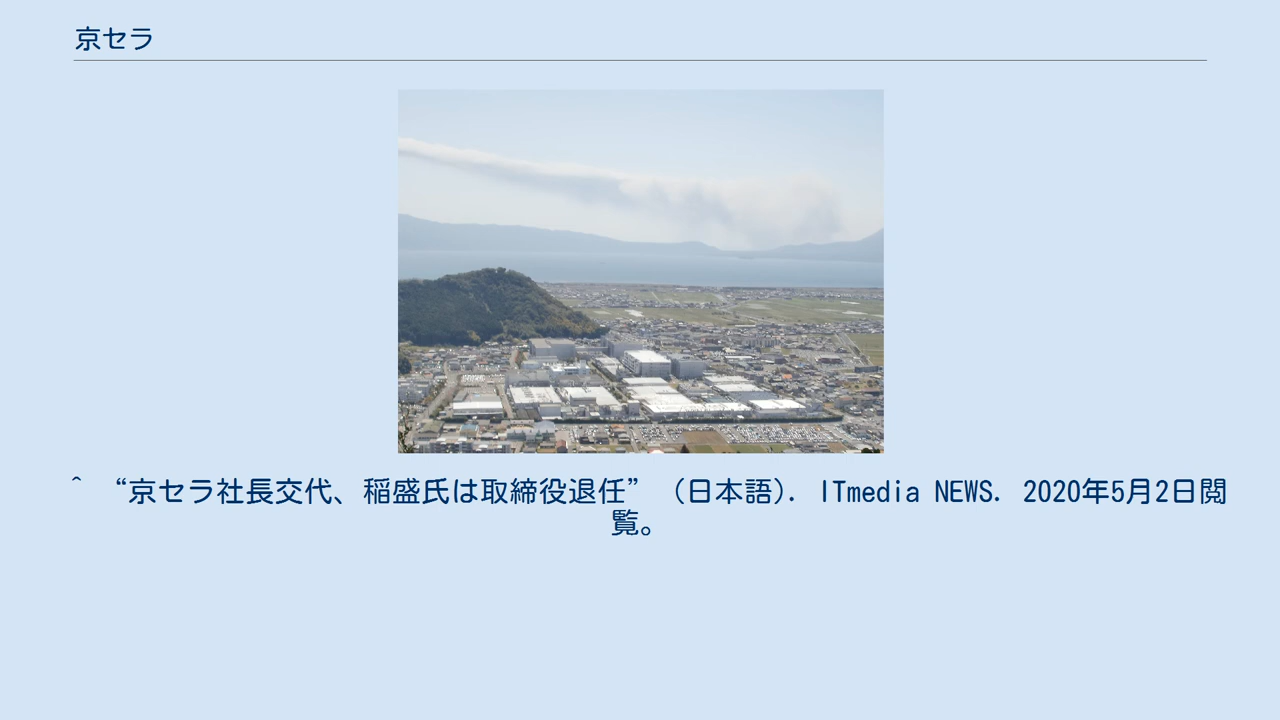 京セラ
^ “京セラ社長交代、稲盛氏は取締役退任” (日本語). ITmedia NEWS. 2020年5月2日閲
覧。